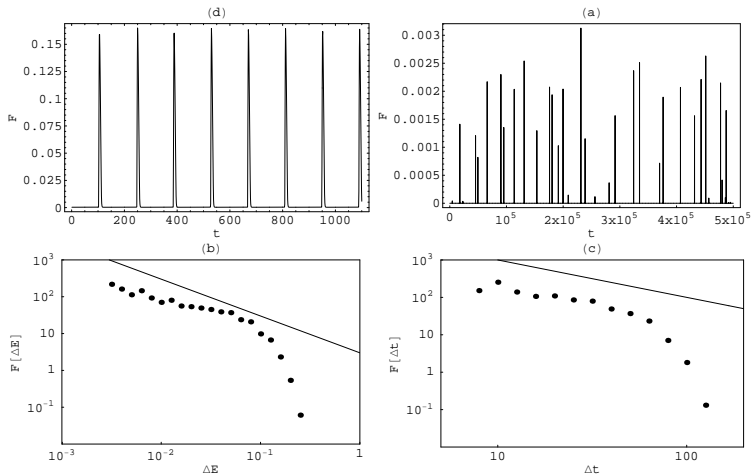 (d)
(a)
0.15
0.125
0.1
0.075
0.05
0.025
0
F
0 200 400 600 800 1000
t
0.003
0.0025
0.002
0.0015
0.001
0.0005
0
F
0 1x10⁵ 2x10⁵ 3x10⁵ 4x10⁵ 5x10⁵
t
(b)
(c)
10³
10²
10
1
10⁻¹
F[ΔE]
10⁻³ 10⁻² 10⁻¹ 1
ΔE
10³
10²
10
1
10⁻¹
F[Δt]
10 100
Δt